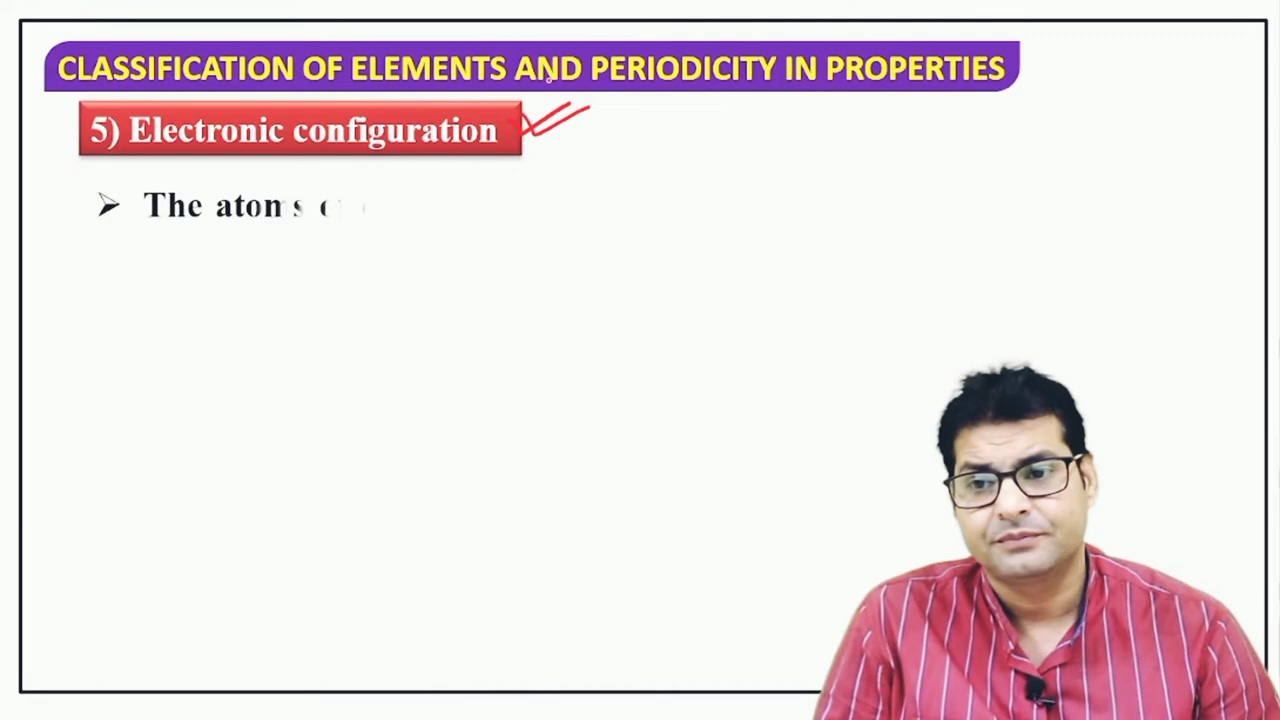 CLASSIFICATION OF ELEMENTS AND PERIODICITY IN PROPERTIES
5) Electronic configuration
The atoms